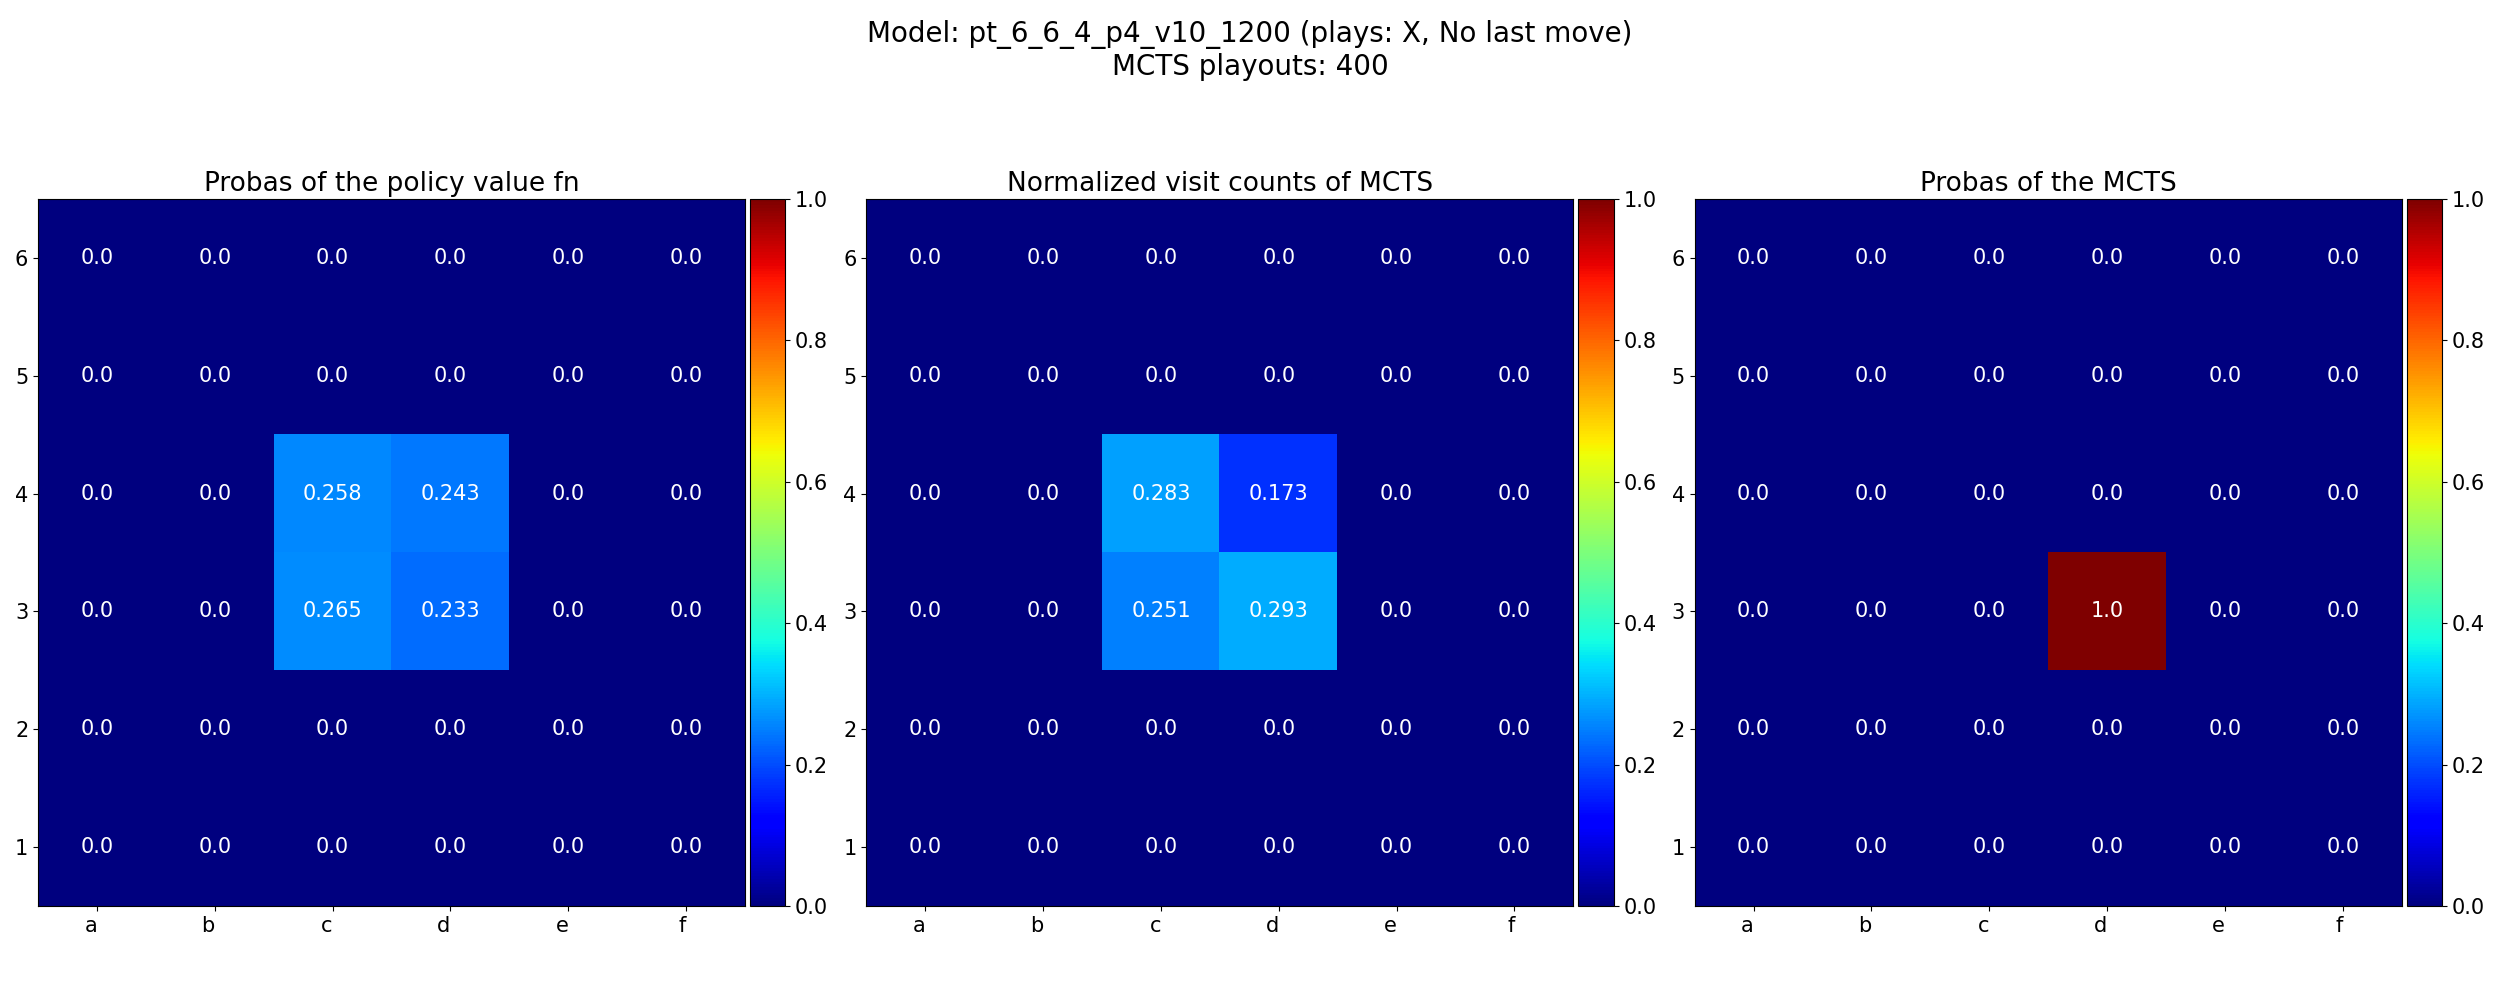 Model: pt_6_6_4_p4_v10_1200 (plays: X, No last move)
MCTS playouts: 400
Probas of the policy value fn
1.0
0.8
0.6
0.4
0.2
0.0
6 0.0 0.0 0.0 0.0 0.0 0.0
5 0.0 0.0 0.0 0.0 0.0 0.0
4 0.0 0.0 0.258 0.243 0.0 0.0
3 0.0 0.0 0.265 0.233 0.0 0.0
2 0.0 0.0 0.0 0.0 0.0 0.0
1 0.0 0.0 0.0 0.0 0.0 0.0
a b c d e f
Normalized visit counts of MCTS
1.0
0.8
0.6
0.4
0.2
0.0
6 0.0 0.0 0.0 0.0 0.0 0.0
5 0.0 0.0 0.0 0.0 0.0 0.0
4 0.0 0.0 0.283 0.173 0.0 0.0
3 0.0 0.0 0.251 0.293 0.0 0.0
2 0.0 0.0 0.0 0.0 0.0 0.0
1 0.0 0.0 0.0 0.0 0.0 0.0
a b c d e f
Probas of the MCTS
1.0
0.8
0.6
0.4
0.2
0.0
6 0.0 0.0 0.0 0.0 0.0 0.0
5 0.0 0.0 0.0 0.0 0.0 0.0
4 0.0 0.0 0.0 0.0 0.0 0.0
3 0.0 0.0 0.0 1.0 0.0 0.0
2 0.0 0.0 0.0 0.0 0.0 0.0
1 0.0 0.0 0.0 0.0 0.0 0.0
a b c d e f